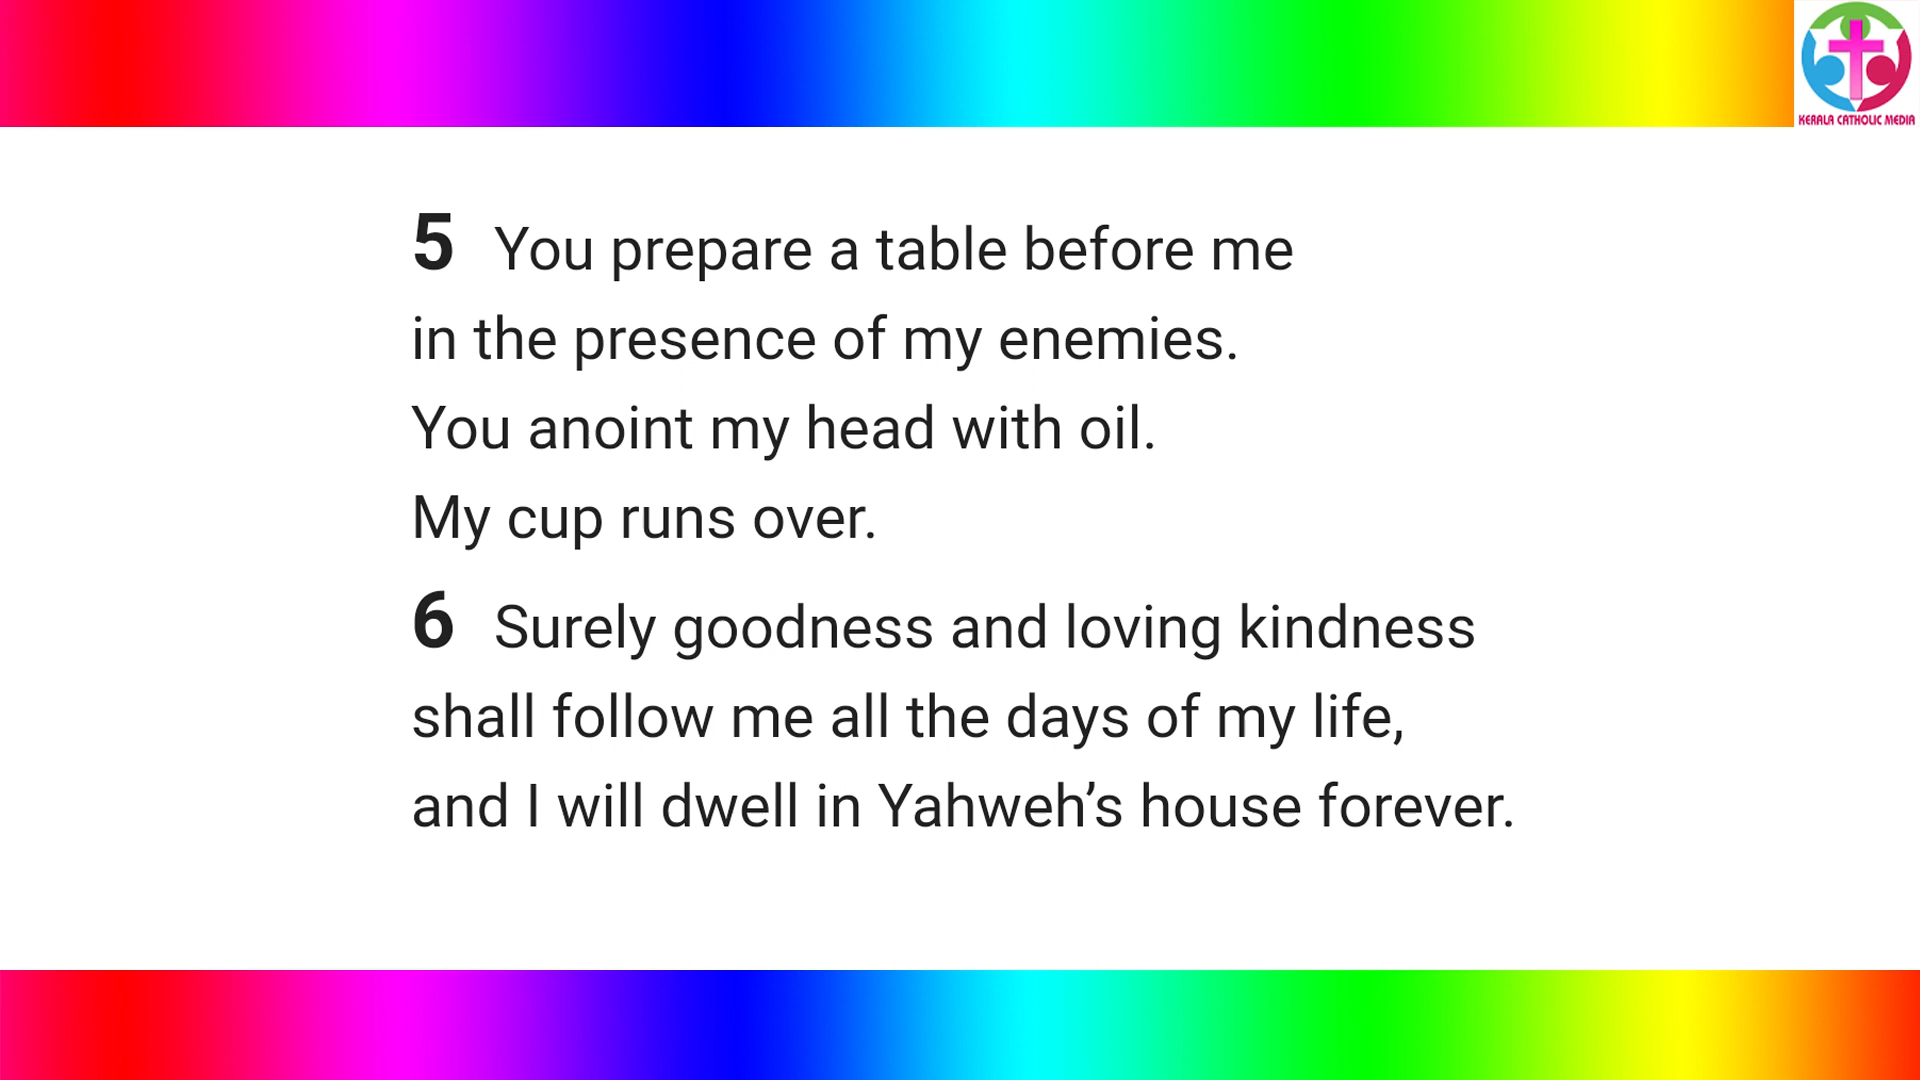 KERALA CATHOLIC MEDIA
5 You prepare a table before me
in the presence of my enemies.
You anoint my head with oil.
My cup runs over.
6 Surely goodness and loving kindness
shall follow me all the days of my life,
and I will dwell in Yahweh’s house forever.